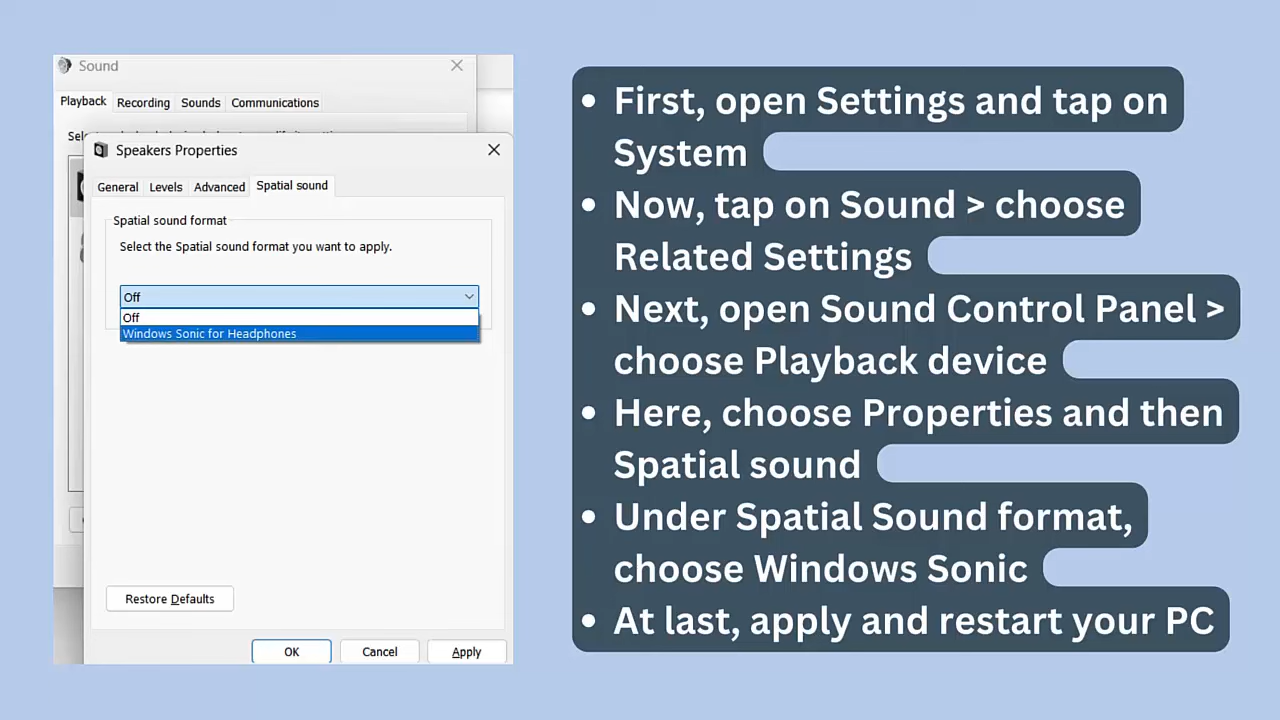 Sound
Playback
Recording
Sounds
Communications
Speakers Properties
General
Levels
Advanced
Spatial sound
Spatial sound format
Select the Spatial sound format you want to apply.
Off
Off
Windows Sonic for Headphones
Restore Defaults
OK
Cancel
Apply
• First, open Settings and tap on
System
• Now, tap on Sound > choose
Related Settings
• Next, open Sound Control Panel >
choose Playback device
• Here, choose Properties and then
Spatial sound
• Under Spatial Sound format,
choose Windows Sonic
• At last, apply and restart your PC